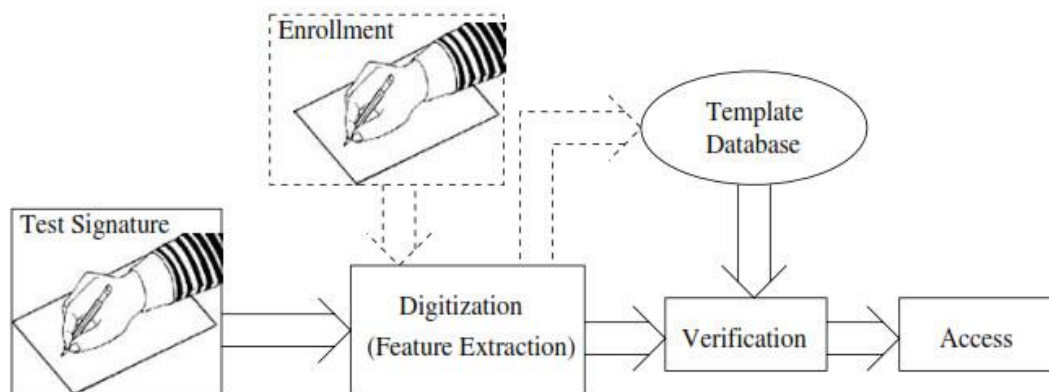 Enrollment
Template
Database
Test Signature
Digitization
(Feature Extraction)
Verification
Access